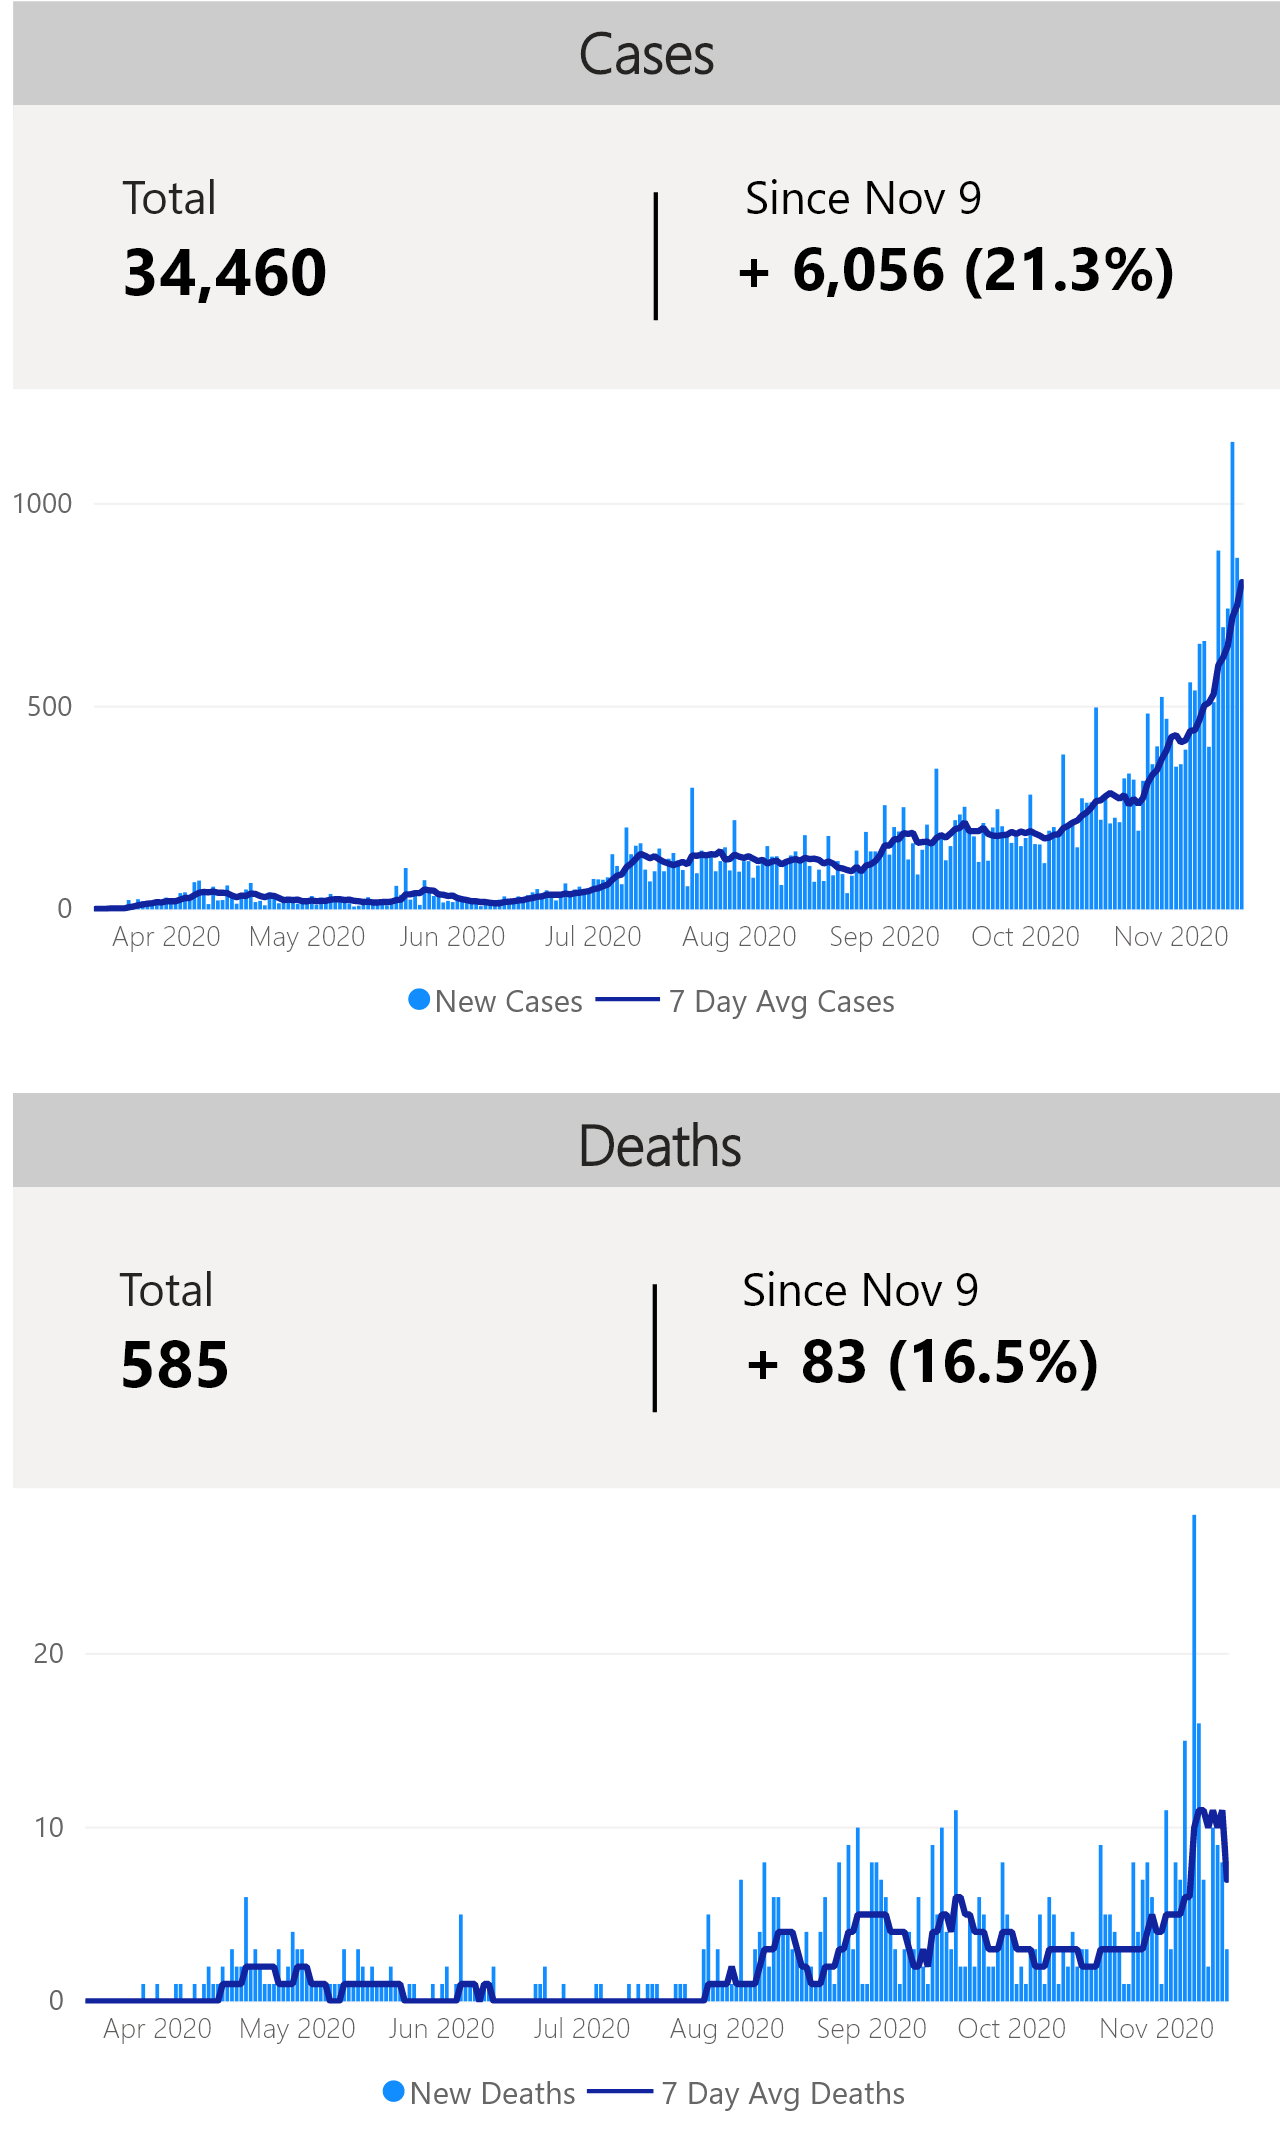 Cases
Total
Since Nov 9
34,460
+ 6,056 (21.3%)
1000
500
0
Apr 2020 May 2020 Jun 2020 Jul 2020 Aug 2020 Sep 2020 Oct 2020 Nov 2020
New Cases 7 Day Avg Cases
Deaths
Total
Since Nov 9
585
+ 83 (16.5%)
20
10
0
Apr 2020 May 2020 Jun 2020 Jul 2020 Aug 2020 Sep 2020 Oct 2020 Nov 2020
New Deaths 7 Day Avg Deaths